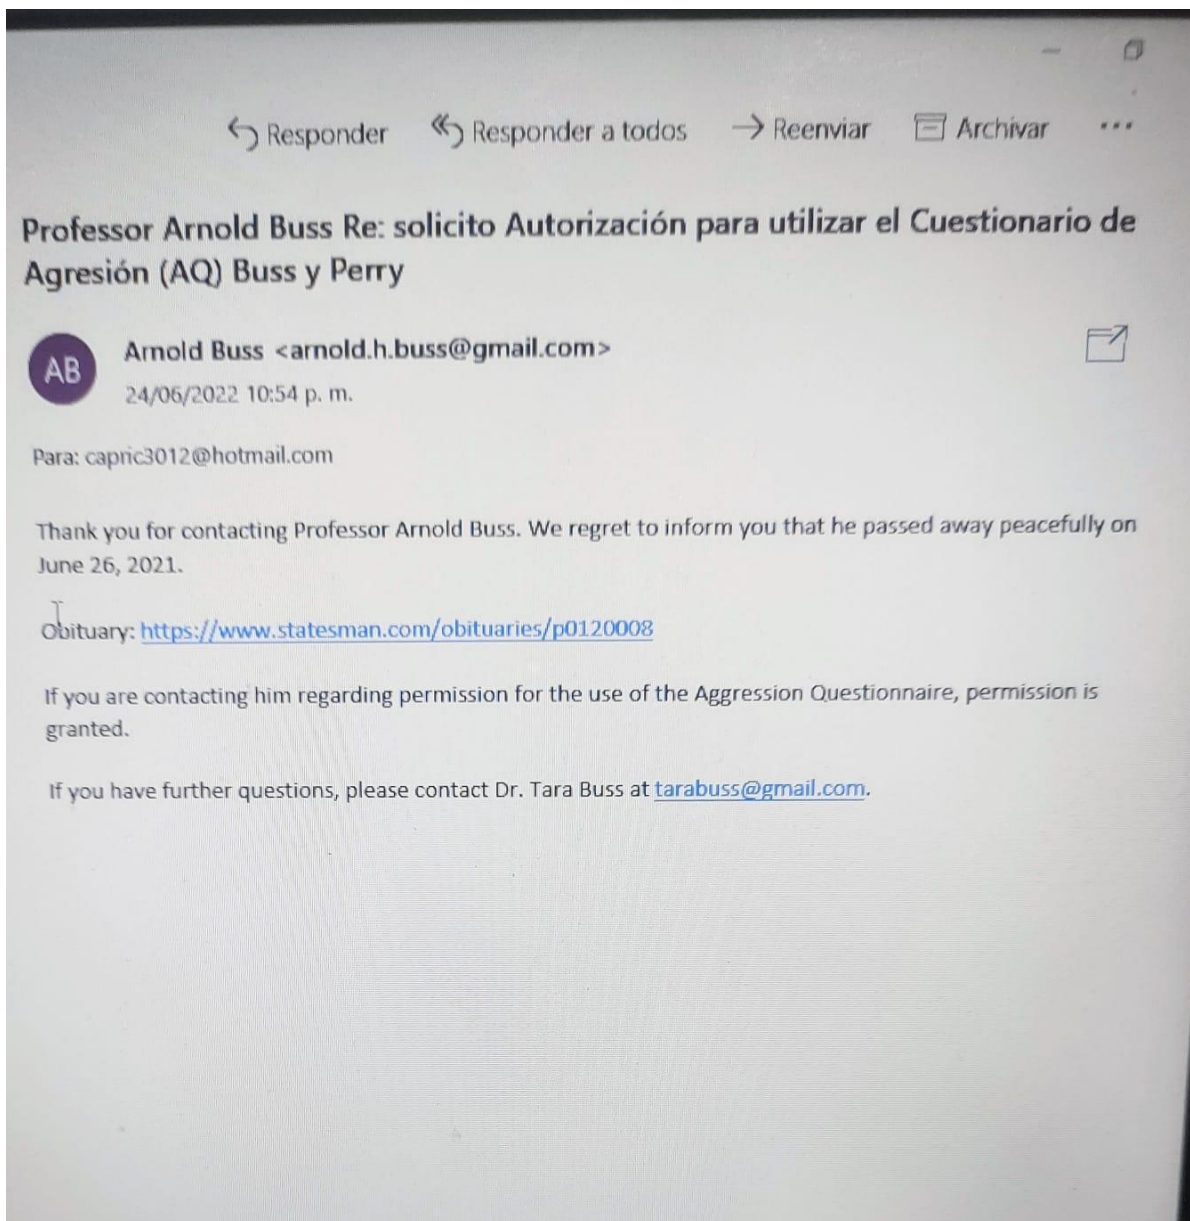 Responder Responder a todos Reenviar Archivar ...
Professor Arnold Buss Re: solicito Autorización para utilizar el Cuestionario de
Agresión (AQ) Buss y Perry
AB
Arnold Buss <arnold.h.buss@gmail.com>
24/06/2022 10:54 p. m.
Para: capric3012@hotmail.com
Thank you for contacting Professor Arnold Buss. We regret to inform you that he passed away peacefully on
June 26, 2021.
Obituary: https://www.statesman.com/obituaries/p0120008
If you are contacting him regarding permission for the use of the Aggression Questionnaire, permission is
granted.
If you have further questions, please contact Dr. Tara Buss at tarabuss@gmail.com.